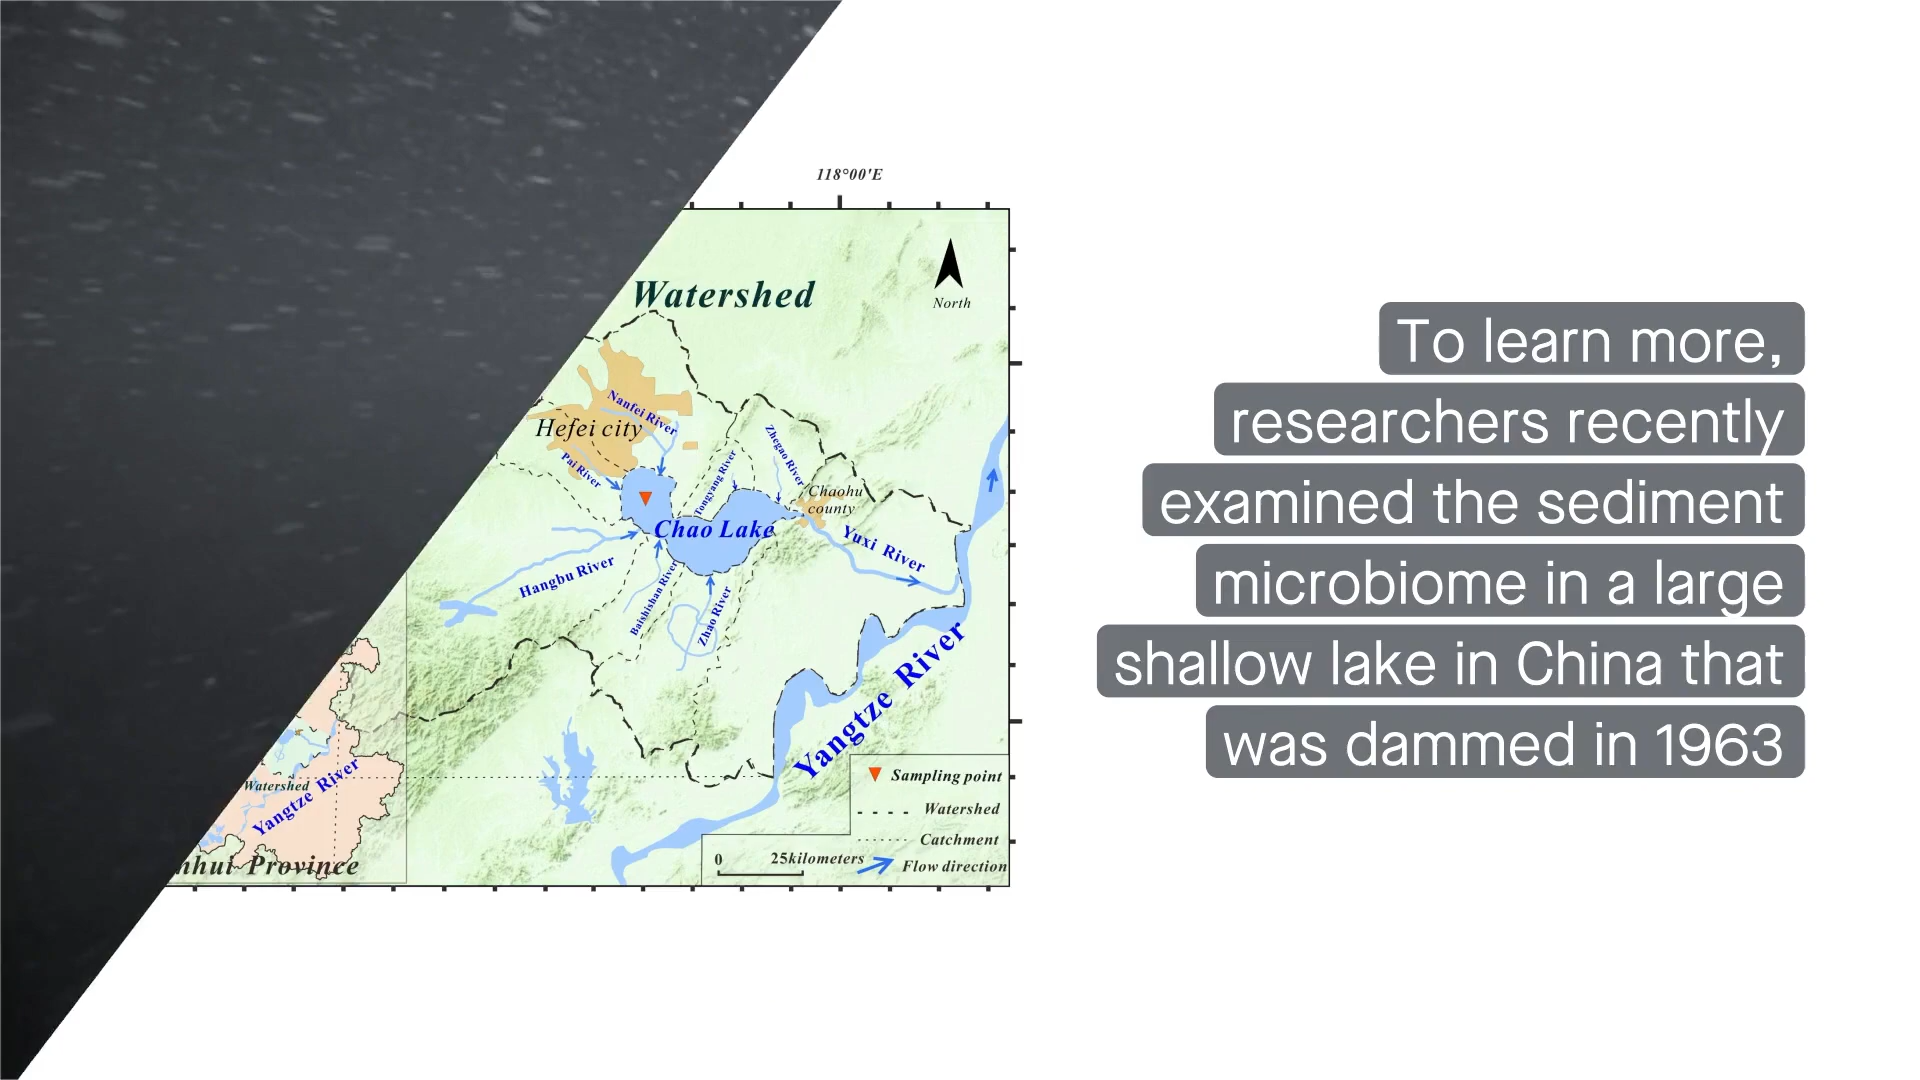 118°00'E
Watershed
North
Nanfei River
Hefei city
Pai River
Tongyang River
Zhegao River
Chaohu
county
Chao Lake
Yuxi River
Hangbu River
Baishishan River
Zhao River
Yangtze River
Watershed
Yangtze River
nhui Province
Sampling point
Watershed
Catchment
Flow direction
0 25kilometers
To learn more,
researchers recently
examined the sediment
microbiome in a large
shallow lake in China that
was dammed in 1963